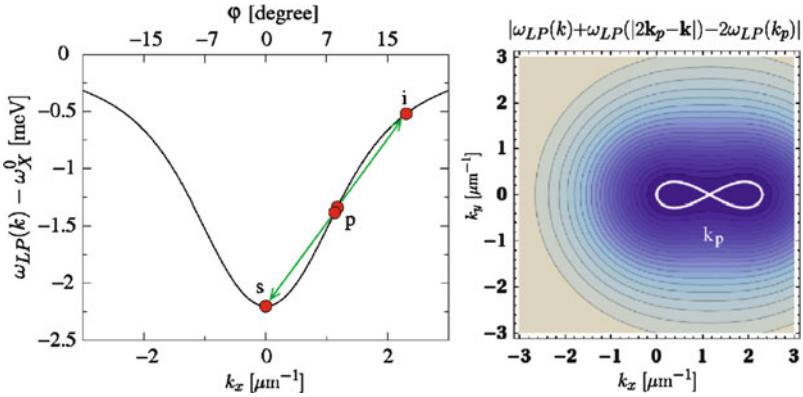 φ [degree]
−15 −7 0 8 17
ω_LP(k) − ω_X^0 [meV]
0
−0.5
−1
−1.5
−2
−2.5
i
p
s
−2 0 2
k_x [μm⁻¹]
|ω_LP(k)+ω_LP(|2k_p−k|)−2ω_LP(k_p)|
k_y [μm⁻¹]
3
2
1
0
−1
−2
−3
k_p
−3 −2 −1 0 1 2 3
k_x [μm⁻¹]